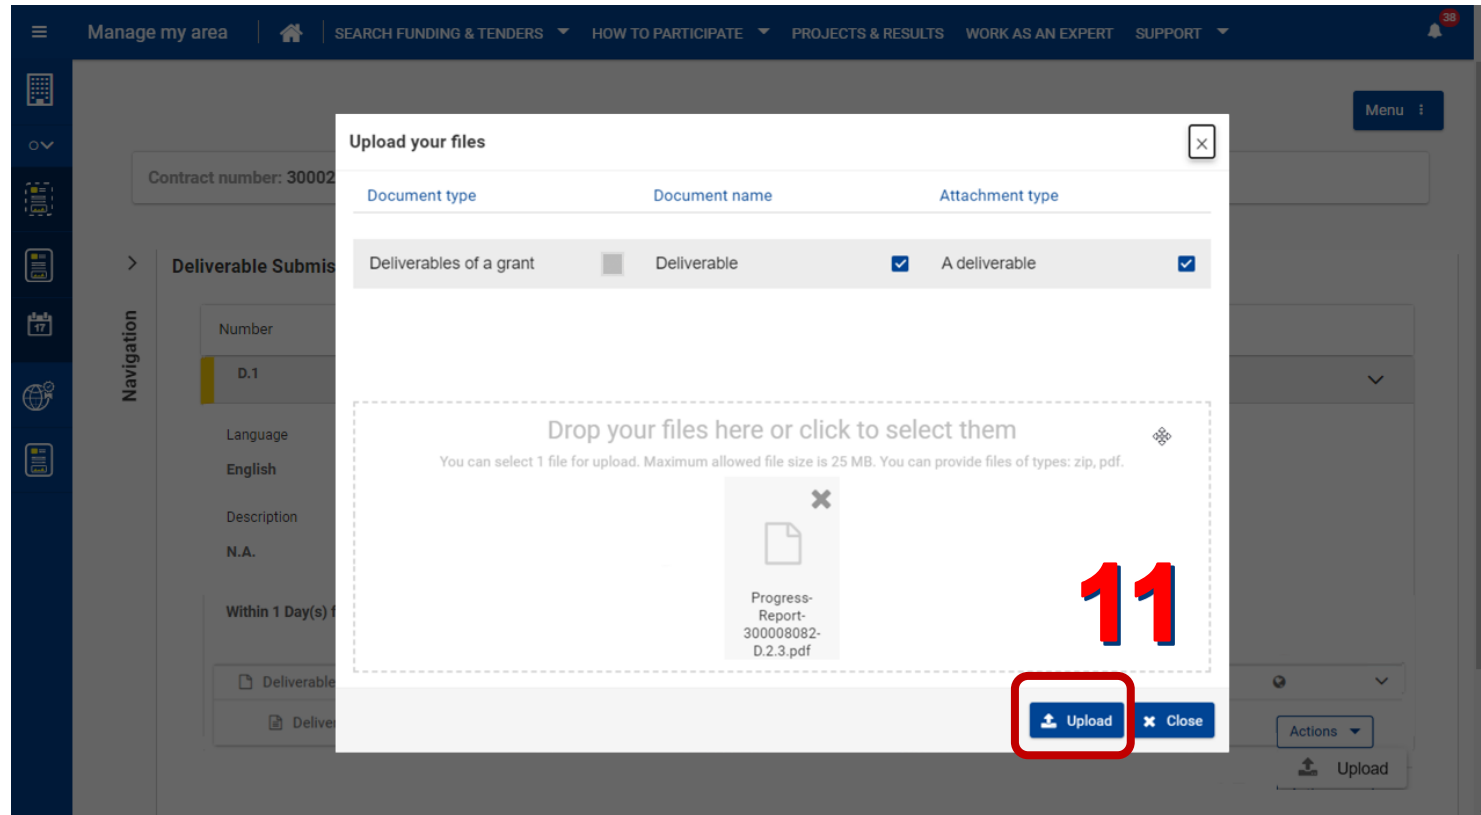 Manage my area
SEARCH FUNDING & TENDERS
HOW TO PARTICIPATE
PROJECTS & RESULTS
WORK AS AN EXPERT
SUPPORT
38
Menu
Contract number: 30002
Navigation
Deliverable Submis
Number
D.1
Language
English
Description
N.A.
Within 1 Day(s) f
Deliverable
Deliver
Actions
Upload
17
Upload your files
Document type
Document name
Attachment type
Deliverables of a grant
Deliverable
A deliverable
Drop your files here or click to select them
You can select 1 file for upload. Maximum allowed file size is 25 MB. You can provide files of types: zip, pdf.
Progress-
Report-
300008082-
D.2.3.pdf
11
Upload
Close